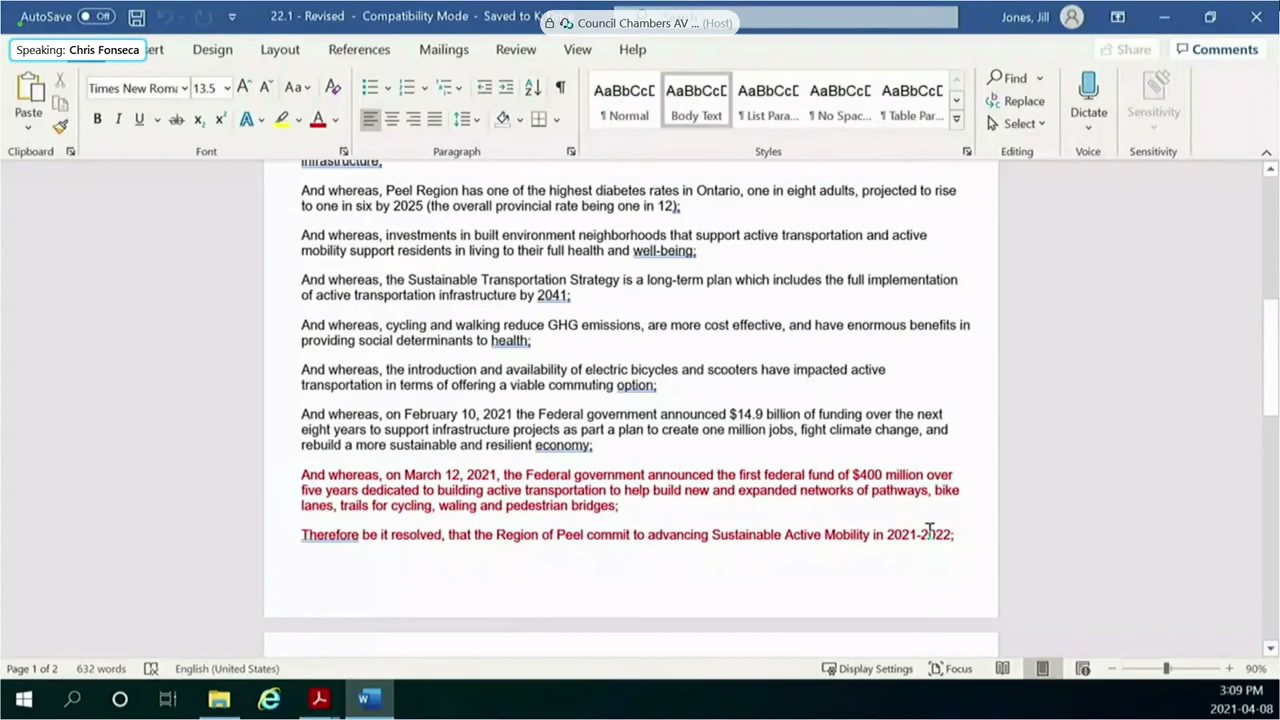 AutoSave Off 22.1 - Revised - Compatibility Mode - Saved to Council Chambers AV ... (Host) Jones, Jill
Speaking: Chris Fonseca Design Layout References Mailings Review View Help Share Comments
Paste Times New Roma 13.5 Aa AaBbCcD AaBbCcD AaBbCcD AaBbCcD AaBbCcD Find Replace Select Dictate Sensitivity
¶ Normal Body Text ¶ List Para... ¶ No Spac... ¶ Table Par...
Clipboard Font Paragraph Styles Editing Voice Sensitivity
infrastructure;
And whereas, Peel Region has one of the highest diabetes rates in Ontario, one in eight adults, projected to rise
to one in six by 2025 (the overall provincial rate being one in 12);
And whereas, investments in built environment neighborhoods that support active transportation and active
mobility support residents in living to their full health and well-being;
And whereas, the Sustainable Transportation Strategy is a long-term plan which includes the full implementation
of active transportation infrastructure by 2041;
And whereas, cycling and walking reduce GHG emissions, are more cost effective, and have enormous benefits in
providing social determinants to health;
And whereas, the introduction and availability of electric bicycles and scooters have impacted active
transportation in terms of offering a viable commuting option;
And whereas, on February 10, 2021 the Federal government announced $14.9 billion of funding over the next
eight years to support infrastructure projects as part a plan to create one million jobs, fight climate change, and
rebuild a more sustainable and resilient economy;
And whereas, on March 12, 2021, the Federal government announced the first federal fund of $400 million over
five years dedicated to building active transportation to help build new and expanded networks of pathways, bike
lanes, trails for cycling, waling and pedestrian bridges;
Therefore be it resolved, that the Region of Peel commit to advancing Sustainable Active Mobility in 2021-2022;
Page 1 of 2 632 words English (United States) Display Settings Focus 90%
3:09 PM
2021-04-08